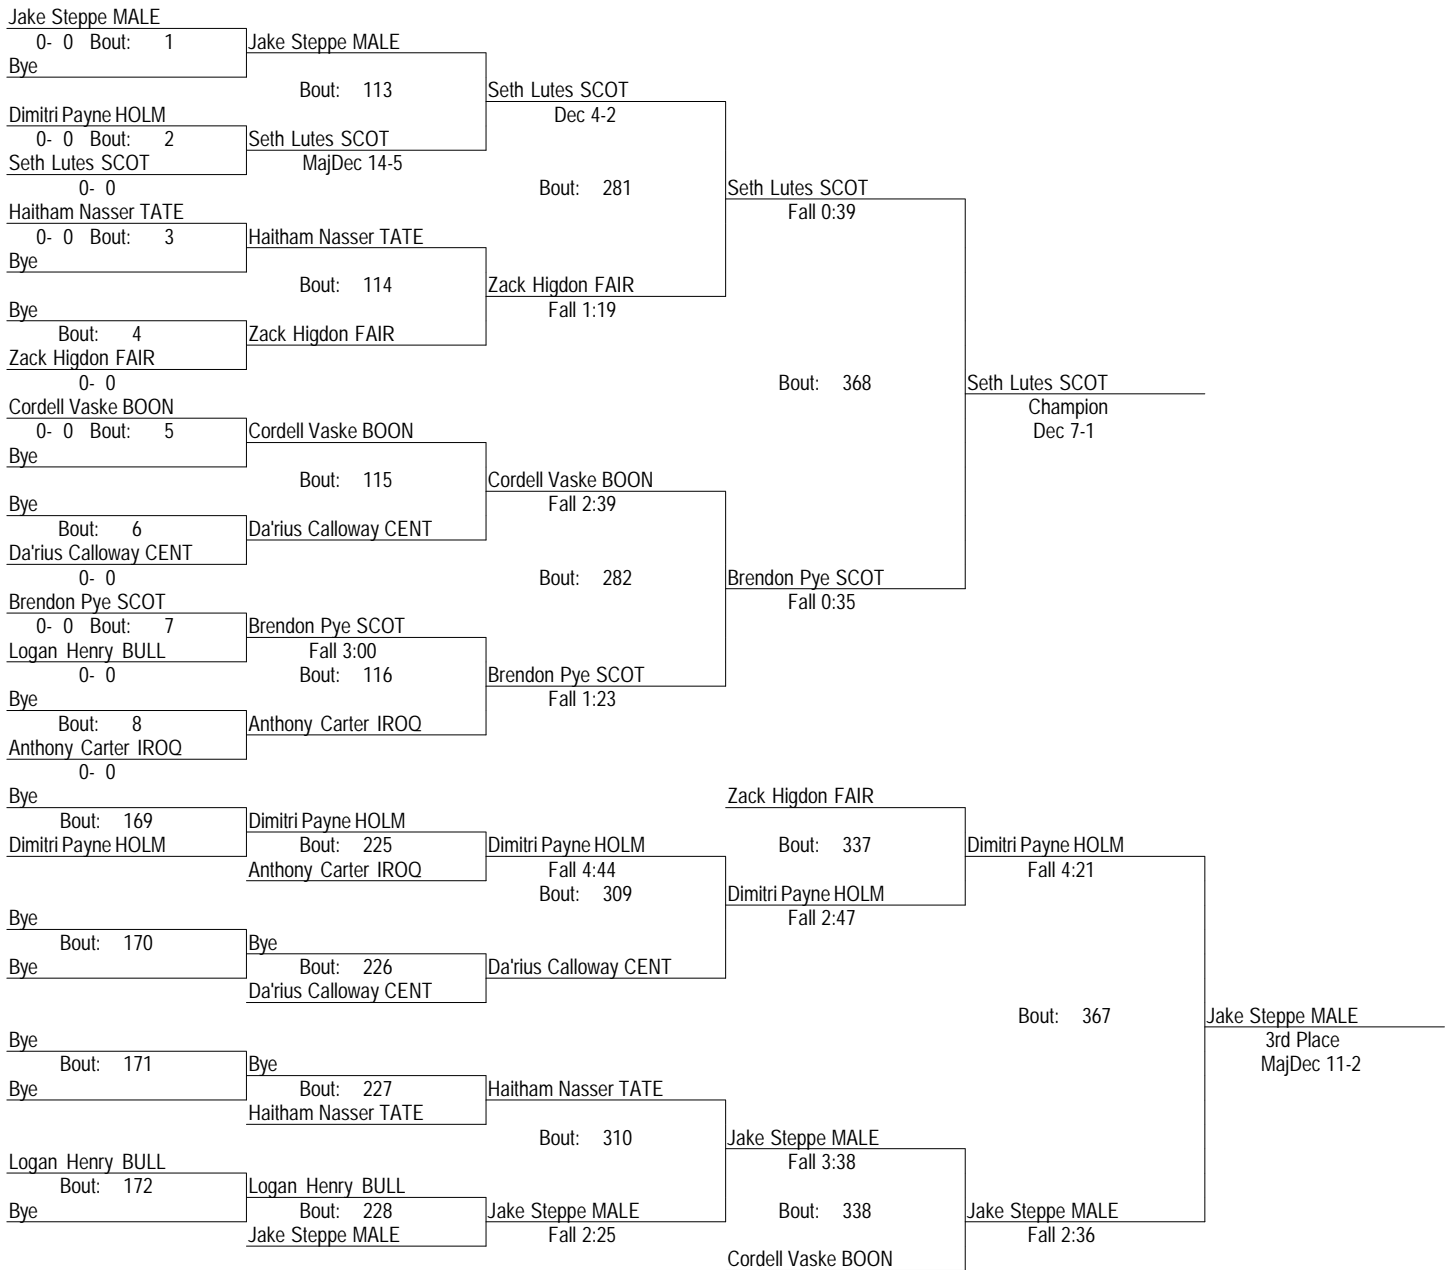 Jake Steppe MALE
0- 0 Bout: 1 Jake Steppe MALE
Bye
Bout: 113 Seth Lutes SCOT
Dimitri Payne HOLM Dec 4-2
0- 0 Bout: 2 Seth Lutes SCOT
Seth Lutes SCOT MajDec 14-5
0- 0 Bout: 281 Seth Lutes SCOT
Haitham Nasser TATE Fall 0:39
0- 0 Bout: 3 Haitham Nasser TATE
Bye
Bout: 114 Zack Higdon FAIR
Bye Fall 1:19
Bout: 4 Zack Higdon FAIR
Zack Higdon FAIR
0- 0 Bout: 368 Seth Lutes SCOT
Cordell Vaske BOON Champion
0- 0 Bout: 5 Cordell Vaske BOON Dec 7-1
Bye
Bout: 115 Cordell Vaske BOON
Bye Fall 2:39
Bout: 6 Da'rius Calloway CENT
Da'rius Calloway CENT
0- 0 Bout: 282 Brendon Pye SCOT
Brendon Pye SCOT Fall 0:35
0- 0 Bout: 7 Brendon Pye SCOT
Logan Henry BULL Fall 3:00
0- 0 Bout: 116 Brendon Pye SCOT
Bye Fall 1:23
Bout: 8 Anthony Carter IROQ
Anthony Carter IROQ
0- 0
Bye Zack Higdon FAIR
Bout: 169 Dimitri Payne HOLM
Dimitri Payne HOLM Bout: 225 Dimitri Payne HOLM Bout: 337 Dimitri Payne HOLM
Anthony Carter IROQ Fall 4:44 Fall 4:21
Bout: 309 Dimitri Payne HOLM
Bye Fall 2:47
Bout: 170 Bye
Bye Bout: 226 Da'rius Calloway CENT
Da'rius Calloway CENT
Bout: 367 Jake Steppe MALE
Bye 3rd Place
Bout: 171 Bye MajDec 11-2
Bye Bout: 227 Haitham Nasser TATE
Haitham Nasser TATE
Bout: 310 Jake Steppe MALE
Logan Henry BULL Fall 3:38
Bout: 172 Logan Henry BULL
Bye Bout: 228 Jake Steppe MALE Bout: 338 Jake Steppe MALE
Jake Steppe MALE Fall 2:25 Fall 2:36
Cordell Vaske BOON